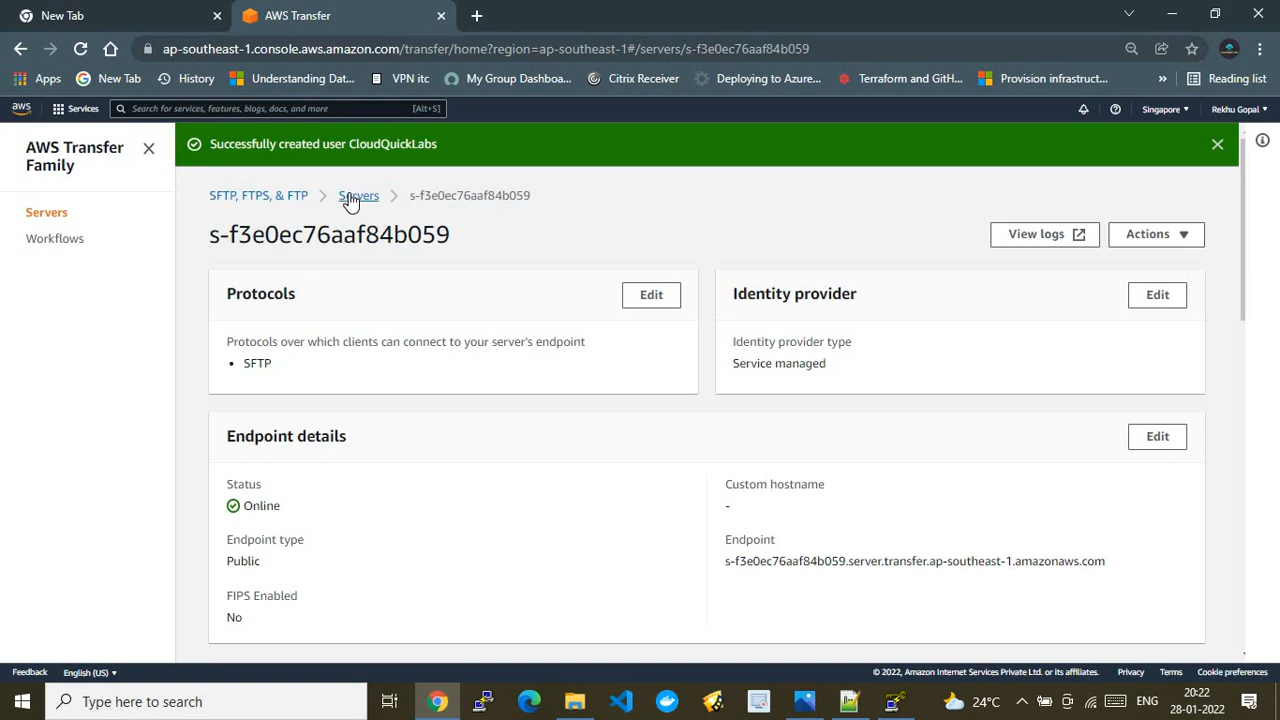 New Tab
AWS Transfer
ap-southeast-1.console.aws.amazon.com/transfer/home?region=ap-southeast-1#/servers/s-f3e0ec76aaf84b059
Apps
New Tab
History
Understanding Dat...
VPN itc
My Group Dashboa...
Citrix Receiver
Deploying to Azure...
Terraform and GitH...
Provision infrastruct...
»
Reading list
aws
Services
Search for services, features, blogs, docs, and more
[Alt+S]
Singapore
Rekhu Gopal
AWS Transfer
Family
Servers
Workflows
Successfully created user CloudQuickLabs
SFTP, FTPS, & FTP
Servers
s-f3e0ec76aaf84b059
s-f3e0ec76aaf84b059
View logs
Actions
Protocols
Edit
Protocols over which clients can connect to your server's endpoint
• SFTP
Identity provider
Edit
Identity provider type
Service managed
Endpoint details
Edit
Status
Online
Endpoint type
Public
FIPS Enabled
No
Custom hostname
-
Endpoint
s-f3e0ec76aaf84b059.server.transfer.ap-southeast-1.amazonaws.com
Feedback
English (US)
© 2022, Amazon Internet Services Private Ltd. or its affiliates.
Privacy
Terms
Cookie preferences
Type here to search
24°C
ENG
20:22
28-01-2022